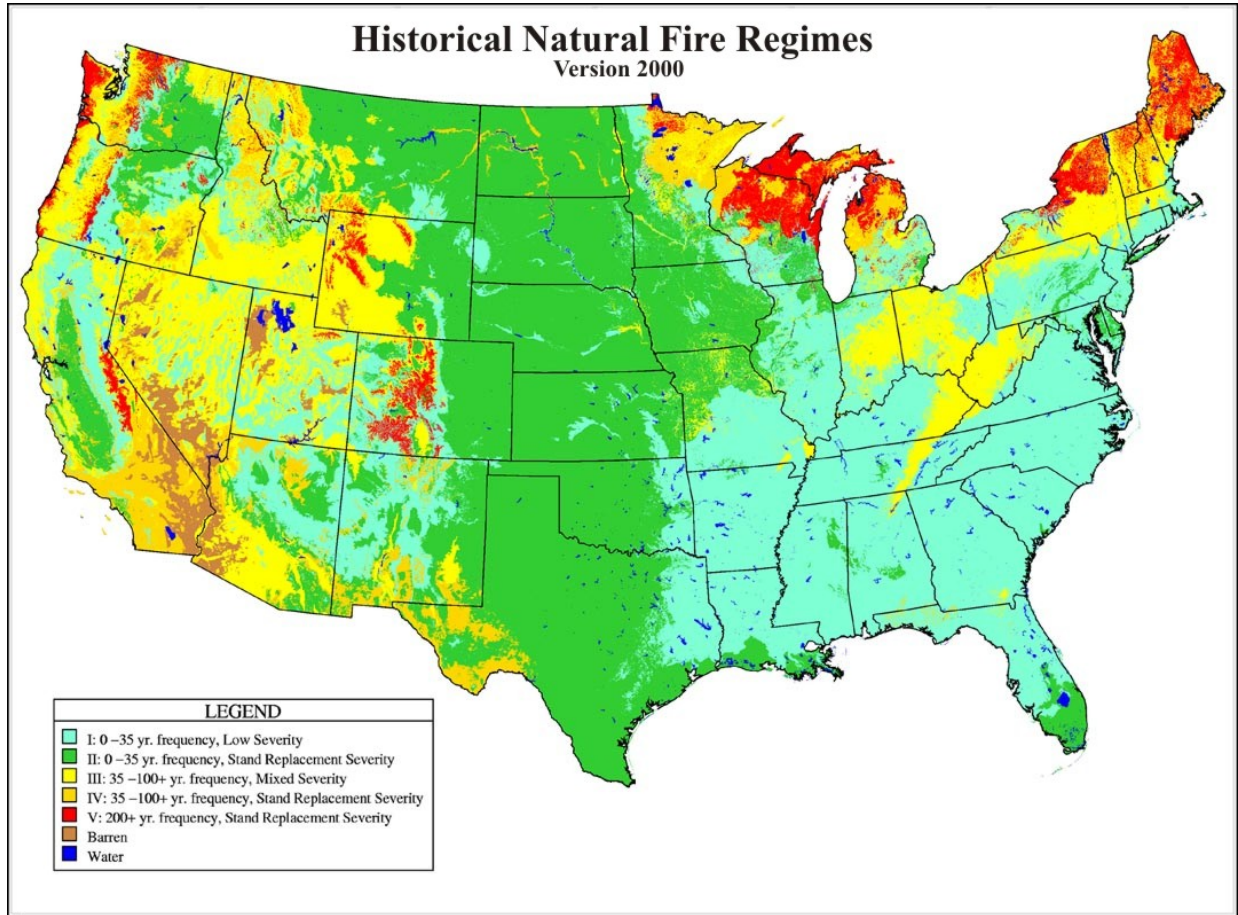 Historical Natural Fire Regimes
Version 2000
LEGEND
I: 0 –35 yr. frequency, Low Severity
II: 0 –35 yr. frequency, Stand Replacement Severity
III: 35 –100+ yr. frequency, Mixed Severity
IV: 35 –100+ yr. frequency, Stand Replacement Severity
V: 200+ yr. frequency, Stand Replacement Severity
Barren
Water